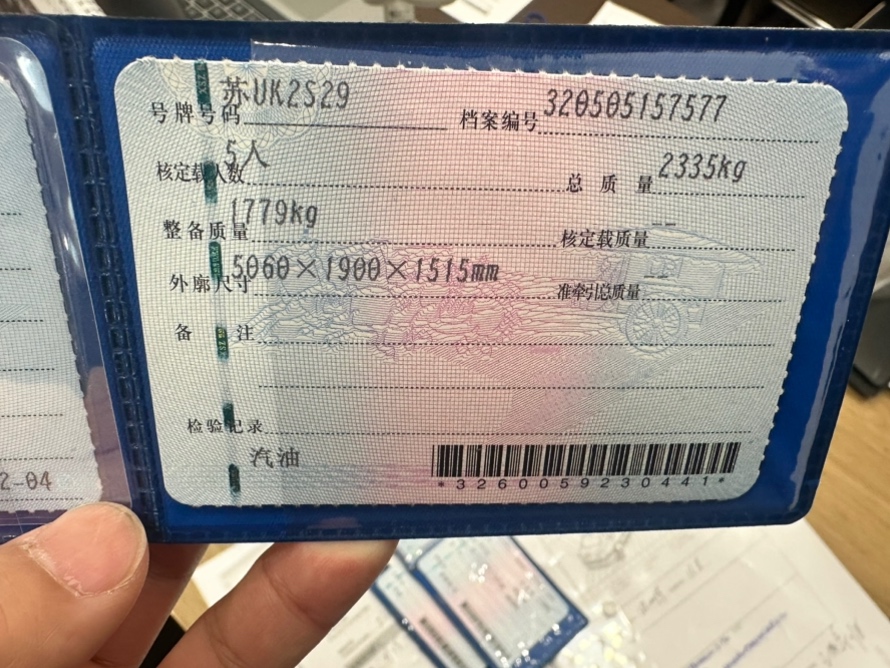 号牌号码 苏UK2S29 档案编号 320505157577
核定载人数 5人 总质量 2335kg
整备质量 1779kg 核定载质量 --
外廓尺寸 5060×1900×1515mm 准牵引总质量 --
备注
检验记录
汽油
*3260059230441*
2-04